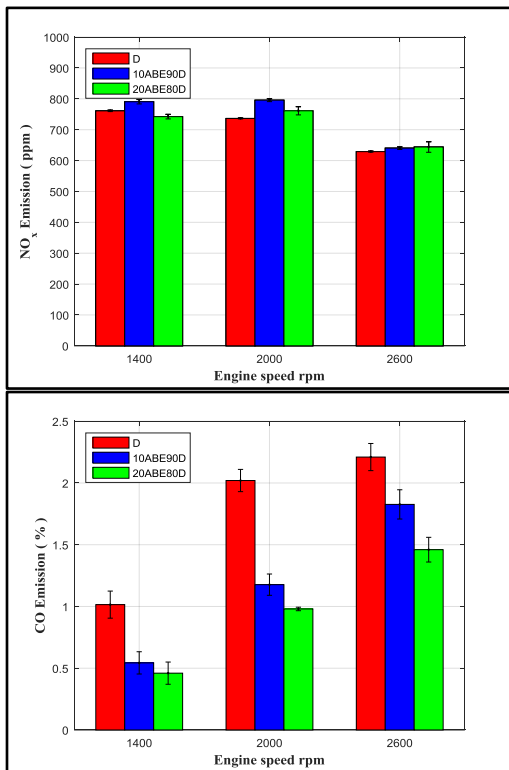 1000
900
800
700
600
500
400
300
200
100
0
NOx Emission ( ppm )
D
10ABE90D
20ABE80D
1400 2000 2600
Engine speed rpm
2.5
2
1.5
1
0.5
0
CO Emission ( % )
D
10ABE90D
20ABE80D
1400 2000 2600
Engine speed rpm